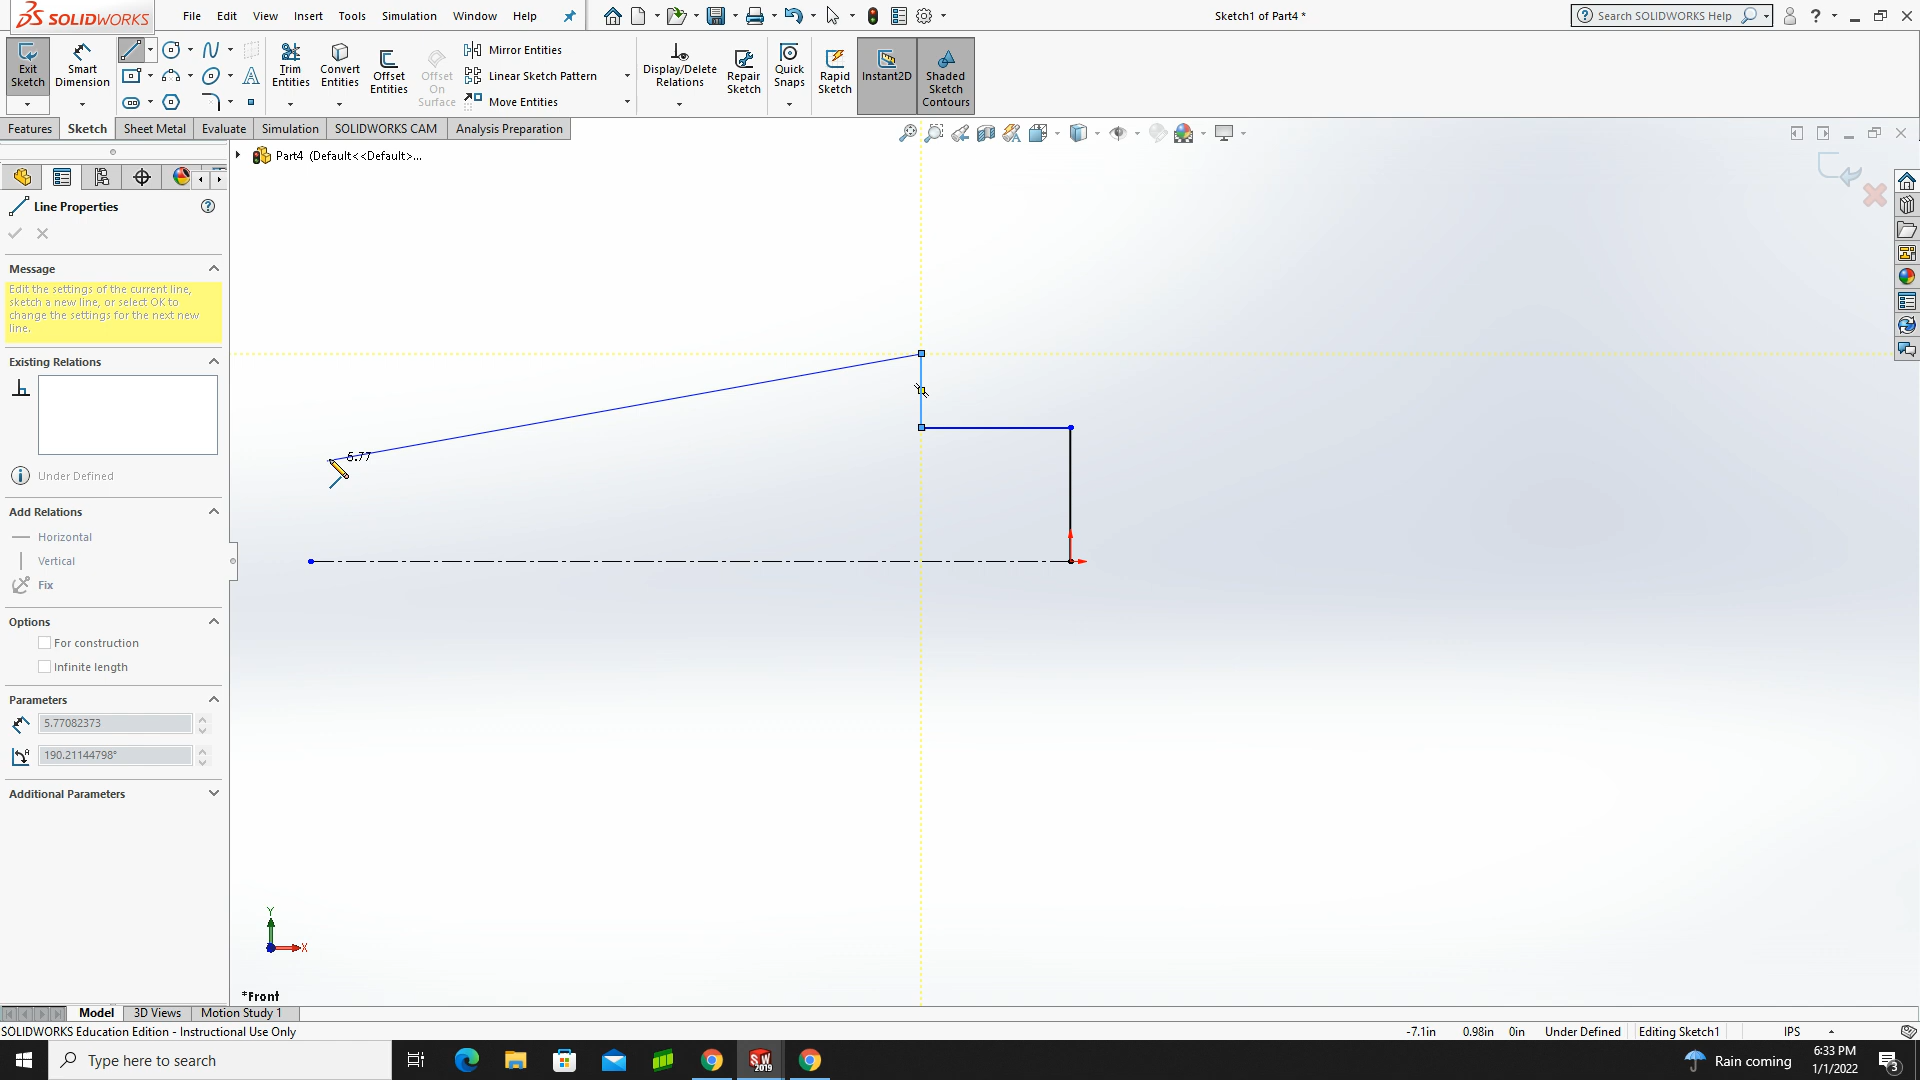 SOLIDWORKS
File Edit View Insert Tools Simulation Window Help
Sketch1 of Part4 *
Search SOLIDWORKS Help
Exit Sketch
Smart Dimension
Trim Entities
Convert Entities
Offset Entities
Offset On Surface
Mirror Entities
Linear Sketch Pattern
Move Entities
Display/Delete Relations
Repair Sketch
Quick Snaps
Rapid Sketch
Instant2D
Shaded Sketch Contours
Features Sketch Sheet Metal Evaluate Simulation SOLIDWORKS CAM Analysis Preparation
Part4 (Default<<Default>...
Line Properties
Message
Edit the settings of the current line,
sketch a new line, or select OK to
change the settings for the next new
line.
Existing Relations
Under Defined
Add Relations
Horizontal
Vertical
Fix
Options
For construction
Infinite length
Parameters
5.77082373
190.21144798°
Additional Parameters
5.77
Y
X
*Front
Model 3D Views Motion Study 1
SOLIDWORKS Education Edition - Instructional Use Only
-7.1in 0.98in 0in Under Defined Editing Sketch1 IPS
Type here to search
SW 2019
Rain coming
6:33 PM
1/1/2022
3